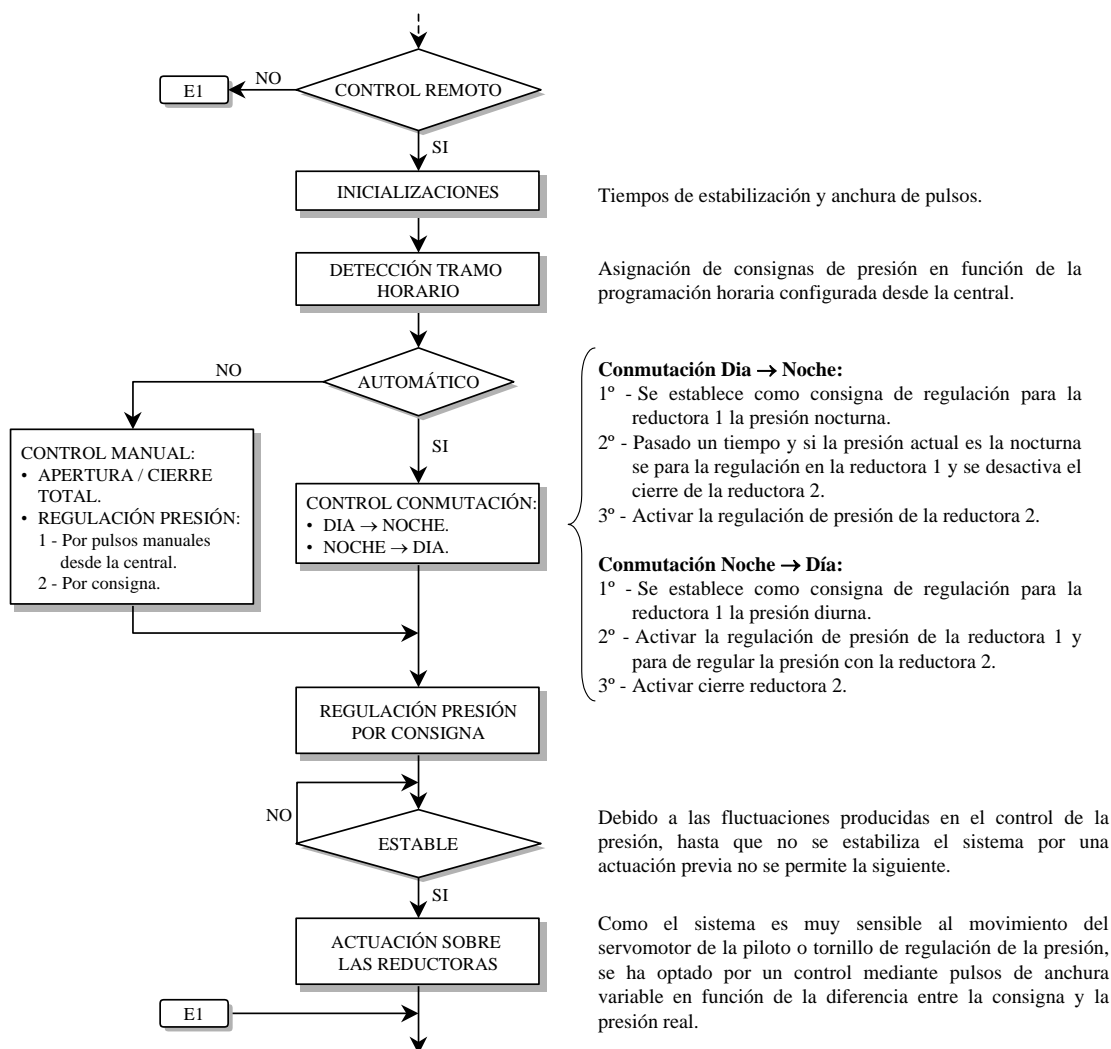 CONTROL REMOTO
NO
E1
SI
INICIALIZACIONES
Tiempos de estabilización y anchura de pulsos.
DETECCIÓN TRAMO
HORARIO
Asignación de consignas de presión en función de la
programación horaria configurada desde la central.
AUTOMÁTICO
NO
SI
CONTROL MANUAL:
• APERTURA / CIERRE
TOTAL.
• REGULACIÓN PRESIÓN:
1 - Por pulsos manuales
desde la central.
2 - Por consigna.
CONTROL CONMUTACIÓN:
• DIA → NOCHE.
• NOCHE → DIA.
Conmutación Dia → Noche:
1º - Se establece como consigna de regulación para la
reductora 1 la presión nocturna.
2º - Pasado un tiempo y si la presión actual es la nocturna
se para la regulación en la reductora 1 y se desactiva el
cierre de la reductora 2.
3º - Activar la regulación de presión de la reductora 2.
Conmutación Noche → Día:
1º - Se establece como consigna de regulación para la
reductora 1 la presión diurna.
2º - Activar la regulación de presión de la reductora 1 y
para de regular la presión con la reductora 2.
3º - Activar cierre reductora 2.
REGULACIÓN PRESIÓN
POR CONSIGNA
NO
ESTABLE
SI
Debido a las fluctuaciones producidas en el control de la
presión, hasta que no se estabiliza el sistema por una
actuación previa no se permite la siguiente.
ACTUACIÓN SOBRE
LAS REDUCTORAS
Como el sistema es muy sensible al movimiento del
servomotor de la piloto o tornillo de regulación de la presión,
se ha optado por un control mediante pulsos de anchura
variable en función de la diferencia entre la consigna y la
presión real.
E1